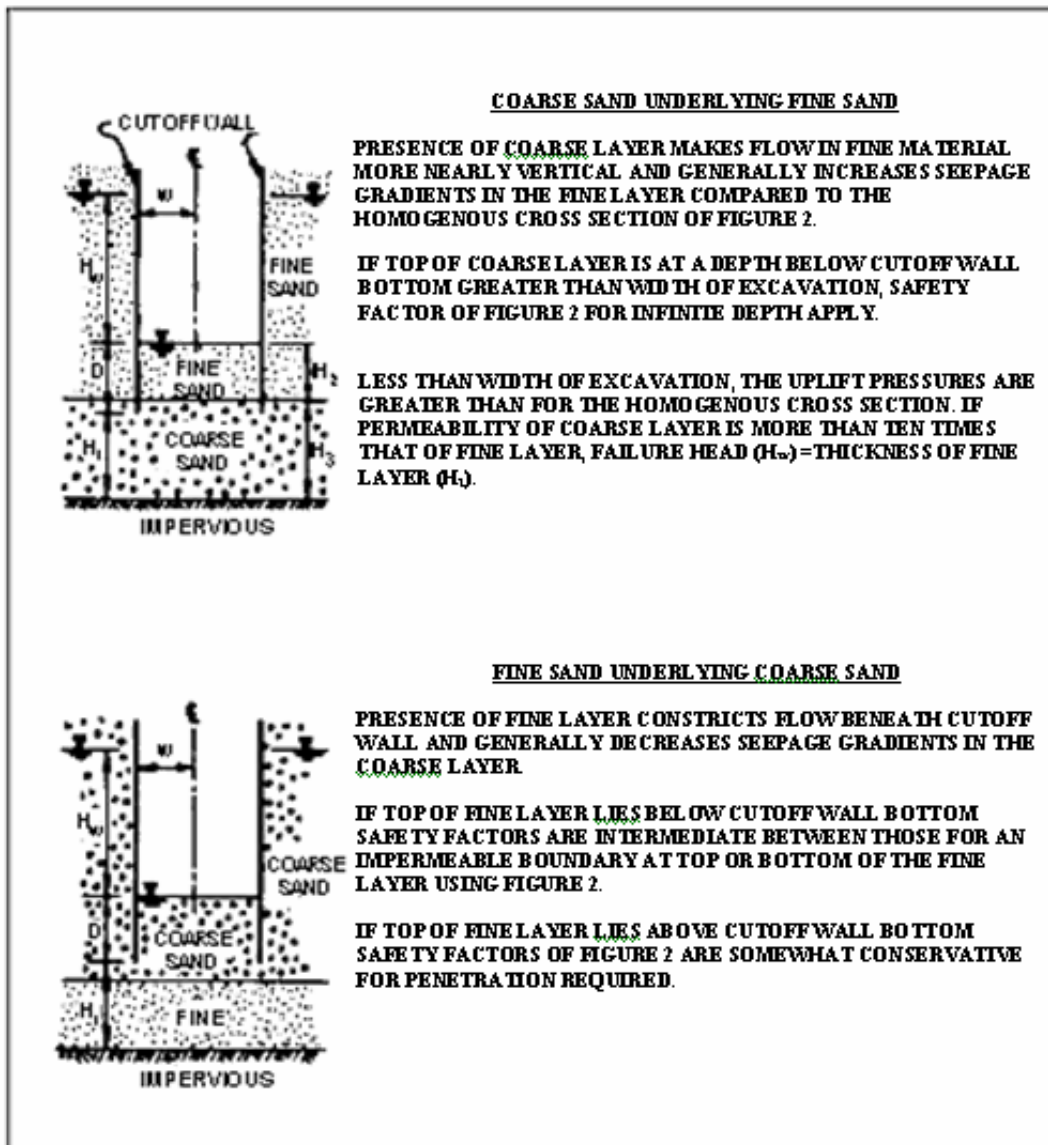 COARSE SAND UNDERLYING FINE SAND
PRESENCE OF COARSE LAYER MAKES FLOW IN FINE MATERIAL
MORE NEARLY VERTICAL AND GENERALLY INCREASES SEEPAGE
GRADIENTS IN THE FINE LAYER COMPARED TO THE
HOMOGENOUS CROSS SECTION OF FIGURE 2.
IF TOP OF COARSE LAYER IS AT A DEPTH BELOW CUTOFF WALL
BOTTOM GREATER THAN WIDTH OF EXCAVATION, SAFETY
FACTOR OF FIGURE 2 FOR INFINITE DEPTH APPLY.
LESS THAN WIDTH OF EXCAVATION, THE UPLIFT PRESSURES ARE
GREATER THAN FOR THE HOMOGENOUS CROSS SECTION. IF
PERMEABILITY OF COARSE LAYER IS MORE THAN TEN TIMES
THAT OF FINE LAYER, FAILURE HEAD (Hw) = THICKNESS OF FINE
LAYER (H₂).
CUTOFF WALL
℄
W
Hw
FINE
SAND
D
FINE
SAND
H₂
H₁
COARSE
SAND
H₃
IMPERVIOUS
FINE SAND UNDERLYING COARSE SAND
PRESENCE OF FINE LAYER CONSTRICTS FLOW BENEATH CUTOFF
WALL AND GENERALLY DECREASES SEEPAGE GRADIENTS IN THE
COARSE LAYER.
IF TOP OF FINE LAYER LIES BELOW CUTOFF WALL BOTTOM
SAFETY FACTORS ARE INTERMEDIATE BETWEEN THOSE FOR AN
IMPERMEABLE BOUNDARY AT TOP OR BOTTOM OF THE FINE
LAYER USING FIGURE 2.
IF TOP OF FINE LAYER LIES ABOVE CUTOFF WALL BOTTOM
SAFETY FACTORS OF FIGURE 2 ARE SOMEWHAT CONSERVATIVE
FOR PENETRATION REQUIRED.
℄
W
Hw
COARSE
SAND
D
COARSE
SAND
H₁
FINE
IMPERVIOUS